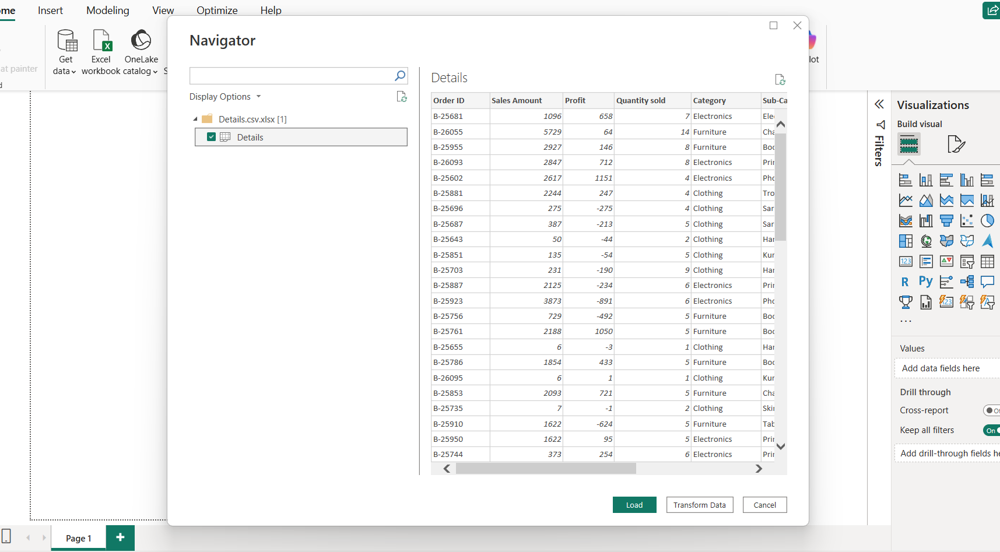 ome Insert Modeling View Optimize Help
Get data
Excel workbook
OneLake catalog
S
at painter
d
lot
Navigator
Display Options
Details.csv.xlsx [1]
Details
Details
Order ID Sales Amount Profit Quantity sold Category Sub-Ca
B-25681 1096 658 7 Electronics Ele
B-26055 5729 64 14 Furniture Cha
B-25955 2927 146 8 Furniture Boo
B-26093 2847 712 8 Electronics Prin
B-25602 2617 1151 4 Electronics Pho
B-25881 2244 247 4 Clothing Tro
B-25696 275 -275 4 Clothing Sar
B-25687 387 -213 5 Clothing Sar
B-25643 50 -44 2 Clothing Han
B-25851 135 -54 5 Clothing Kur
B-25703 231 -190 9 Clothing Han
B-25887 2125 -234 6 Electronics Prin
B-25923 3873 -891 6 Electronics Pho
B-25756 729 -492 5 Furniture Boo
B-25761 2188 1050 5 Furniture Boo
B-25655 6 -3 1 Clothing Han
B-25786 1854 433 5 Furniture Boo
B-26095 6 1 1 Clothing Kur
B-25853 2093 721 5 Furniture Cha
B-25735 7 -1 2 Clothing Skir
B-25910 1622 -624 5 Furniture Tab
B-25950 1622 95 5 Electronics Prin
B-25744 373 254 6 Electronics Prin
Load Transform Data Cancel
Filters
Visualizations
Build visual
123
R Py
123
...
Values
Add data fields here
Drill through
Cross-report Of
Keep all filters On
Add drill-through fields he
Page 1 +